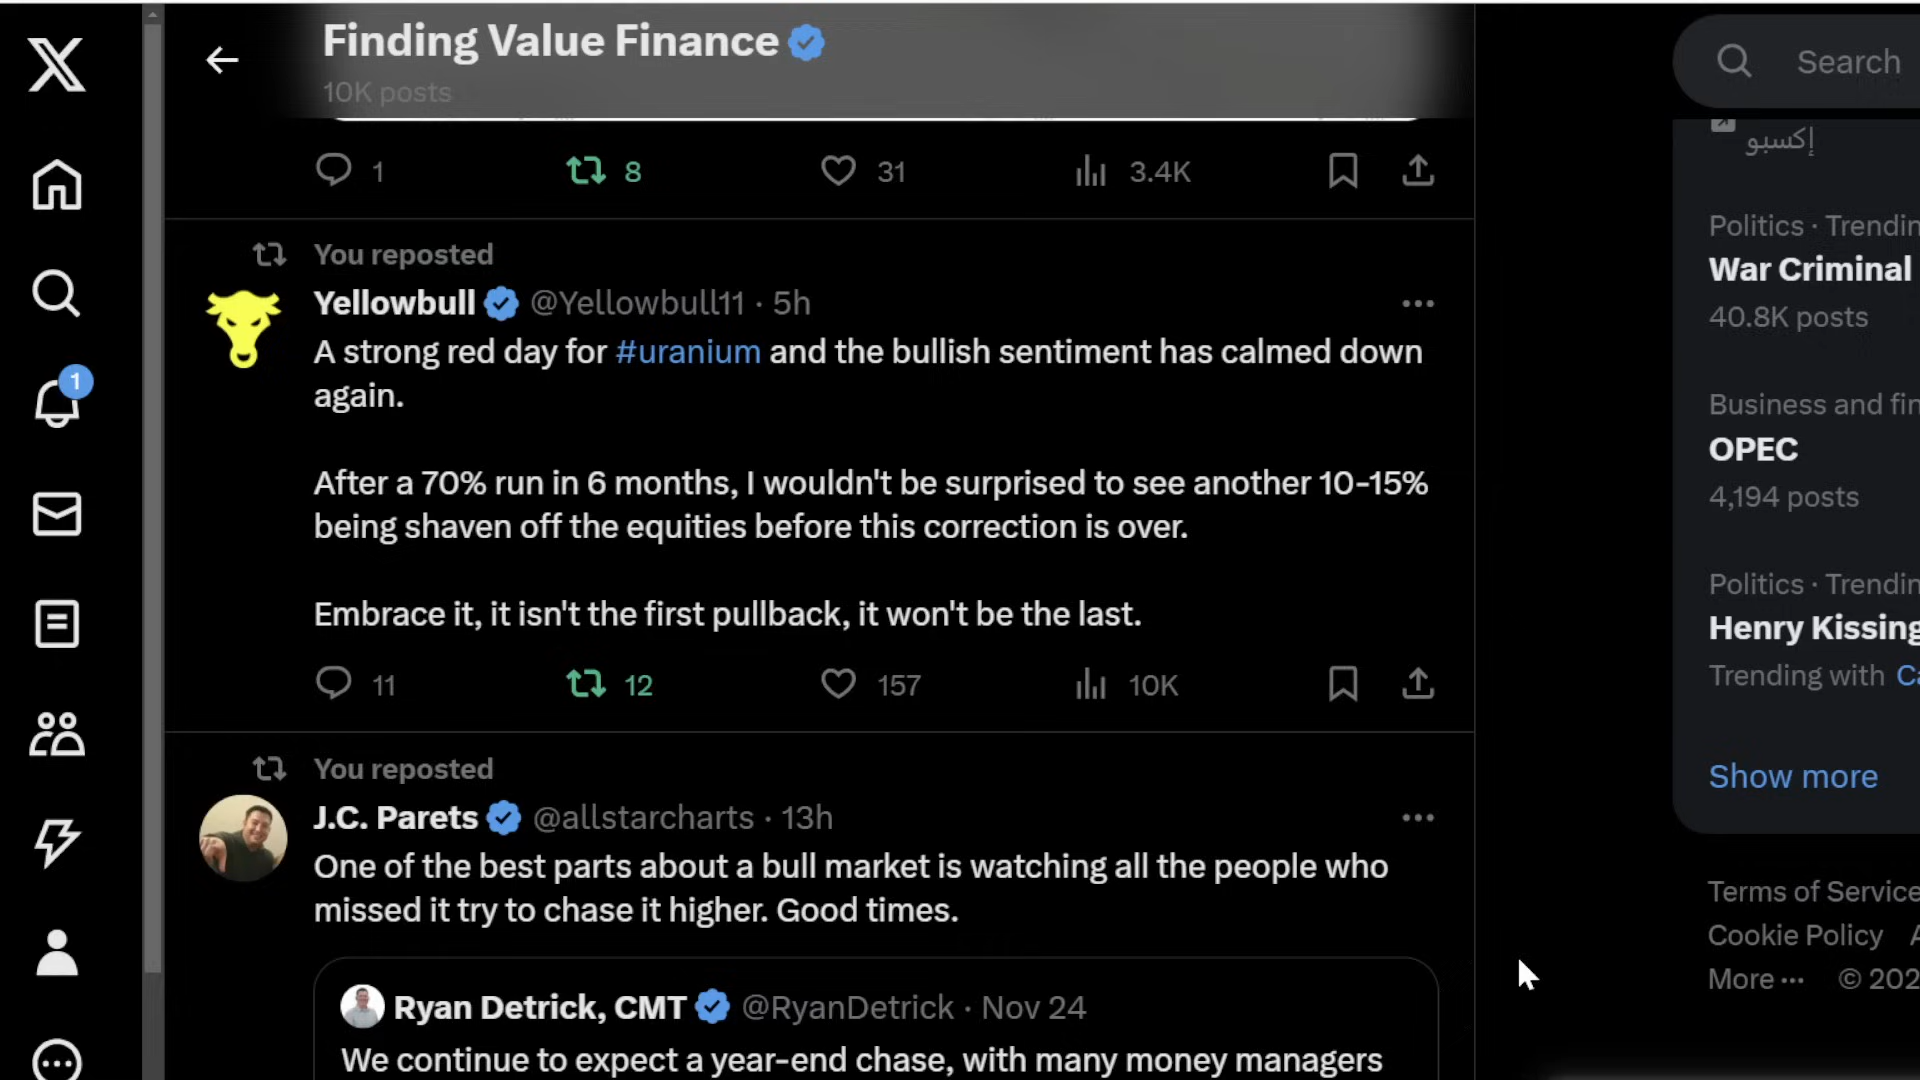 Finding Value Finance
10K posts
Search
1
8
31
3.4K
إكسبو
You reposted
Yellowbull @Yellowbull11 · 5h
A strong red day for #uranium and the bullish sentiment has calmed down
again.
After a 70% run in 6 months, I wouldn't be surprised to see another 10-15%
being shaven off the equities before this correction is over.
Embrace it, it isn't the first pullback, it won't be the last.
11
12
157
10K
You reposted
J.C. Parets @allstarcharts · 13h
One of the best parts about a bull market is watching all the people who
missed it try to chase it higher. Good times.
Ryan Detrick, CMT @RyanDetrick · Nov 24
We continue to expect a year-end chase, with many money managers
1
Politics · Trendin
War Criminal
40.8K posts
Business and fin
OPEC
4,194 posts
Politics · Trendin
Henry Kissing
Trending with Ca
Show more
Terms of Service
Cookie Policy A
More ··· © 202